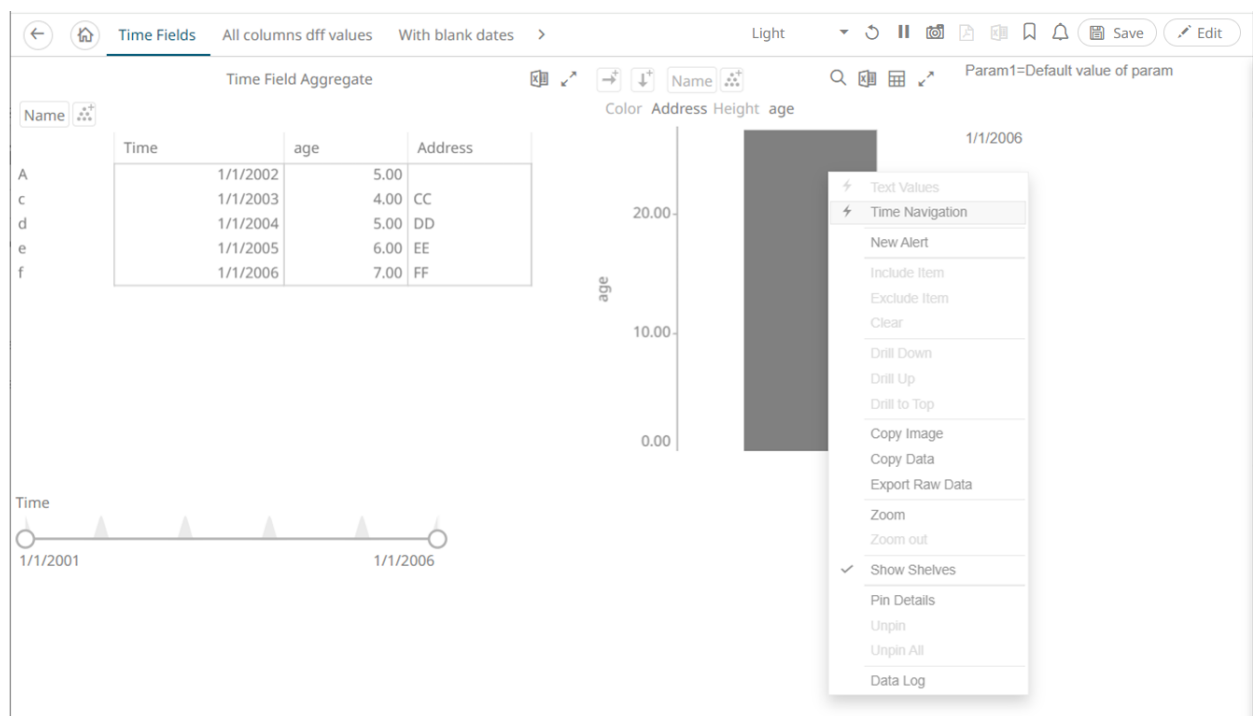 Time Fields All columns dff values With blank dates Light Save Edit
Time Field Aggregate
Name
Param1=Default value of param
Name
Time age Address
A 1/1/2002 5.00
c 1/1/2003 4.00 CC
d 1/1/2004 5.00 DD
e 1/1/2005 6.00 EE
f 1/1/2006 7.00 FF
Time
1/1/2001 1/1/2006
Color Address Height age
20.00
10.00
0.00
age
1/1/2006
Text Values
Time Navigation
New Alert
Include Item
Exclude Item
Clear
Drill Down
Drill Up
Drill to Top
Copy Image
Copy Data
Export Raw Data
Zoom
Zoom out
Show Shelves
Pin Details
Unpin
Unpin All
Data Log